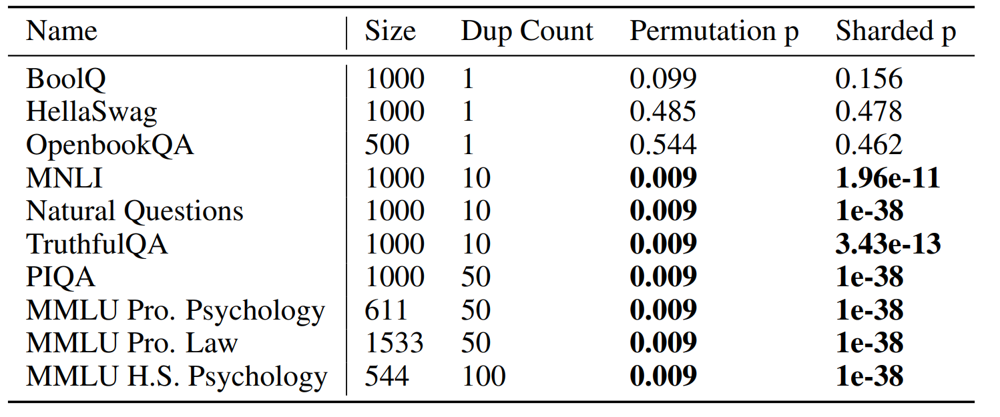 Name Size Dup Count Permutation p Sharded p
BoolQ 1000 1 0.099 0.156
HellaSwag 1000 1 0.485 0.478
OpenbookQA 500 1 0.544 0.462
MNLI 1000 10 0.009 1.96e-11
Natural Questions 1000 10 0.009 1e-38
TruthfulQA 1000 10 0.009 3.43e-13
PIQA 1000 50 0.009 1e-38
MMLU Pro. Psychology 611 50 0.009 1e-38
MMLU Pro. Law 1533 50 0.009 1e-38
MMLU H.S. Psychology 544 100 0.009 1e-38